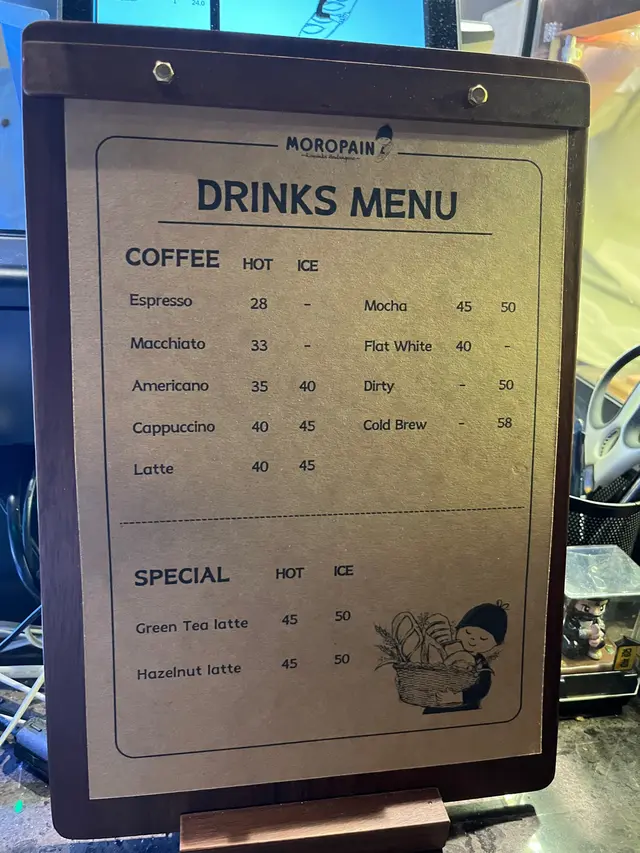 24.0
MOROPAIN
DRINKS MENU
COFFEE HOT ICE
Espresso 28 -
Macchiato 33 -
Americano 35 40
Cappuccino 40 45
Latte 40 45
Mocha 45 50
Flat White 40 -
Dirty - 50
Cold Brew - 58
SPECIAL HOT ICE
Green Tea latte 45 50
Hazelnut latte 45 50